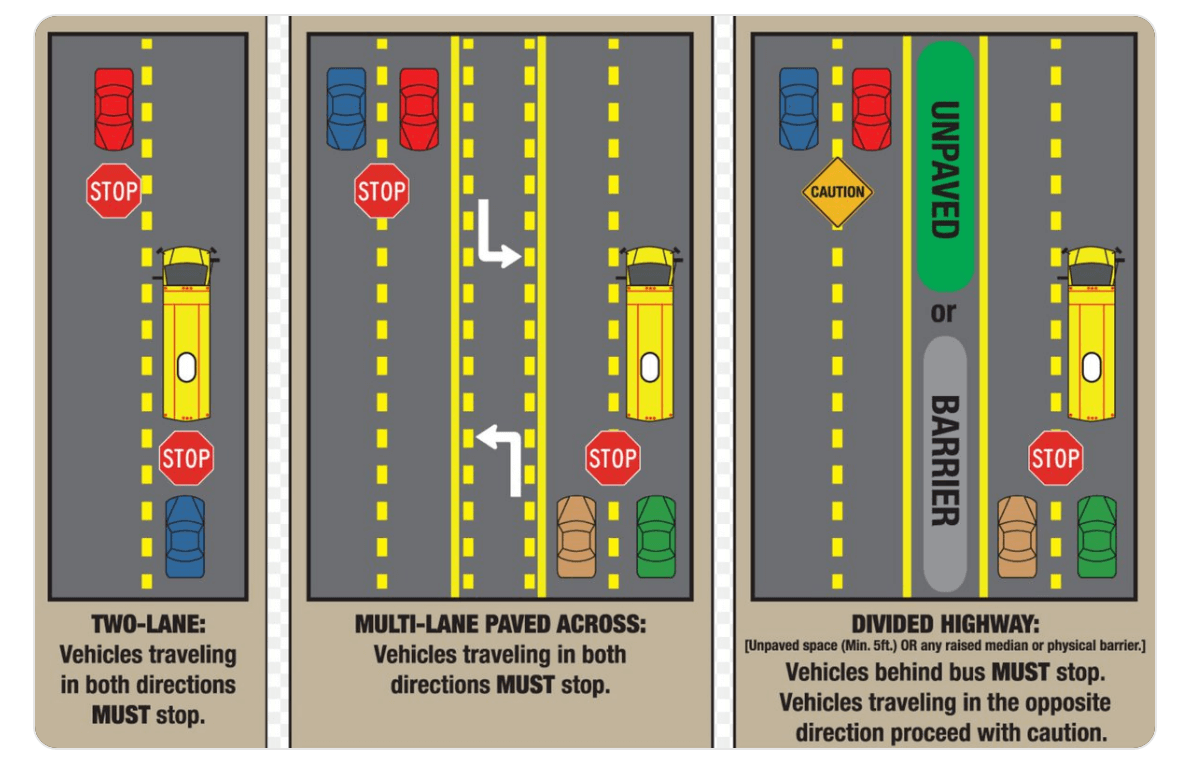 STOP
STOP
TWO-LANE:
Vehicles traveling
in both directions
MUST stop.
STOP
STOP
MULTI-LANE PAVED ACROSS:
Vehicles traveling in both
directions MUST stop.
CAUTION
UNPAVED
or
BARRIER
STOP
DIVIDED HIGHWAY:
[Unpaved space (Min. 5ft.) OR any raised median or physical barrier.]
Vehicles behind bus MUST stop.
Vehicles traveling in the opposite
direction proceed with caution.